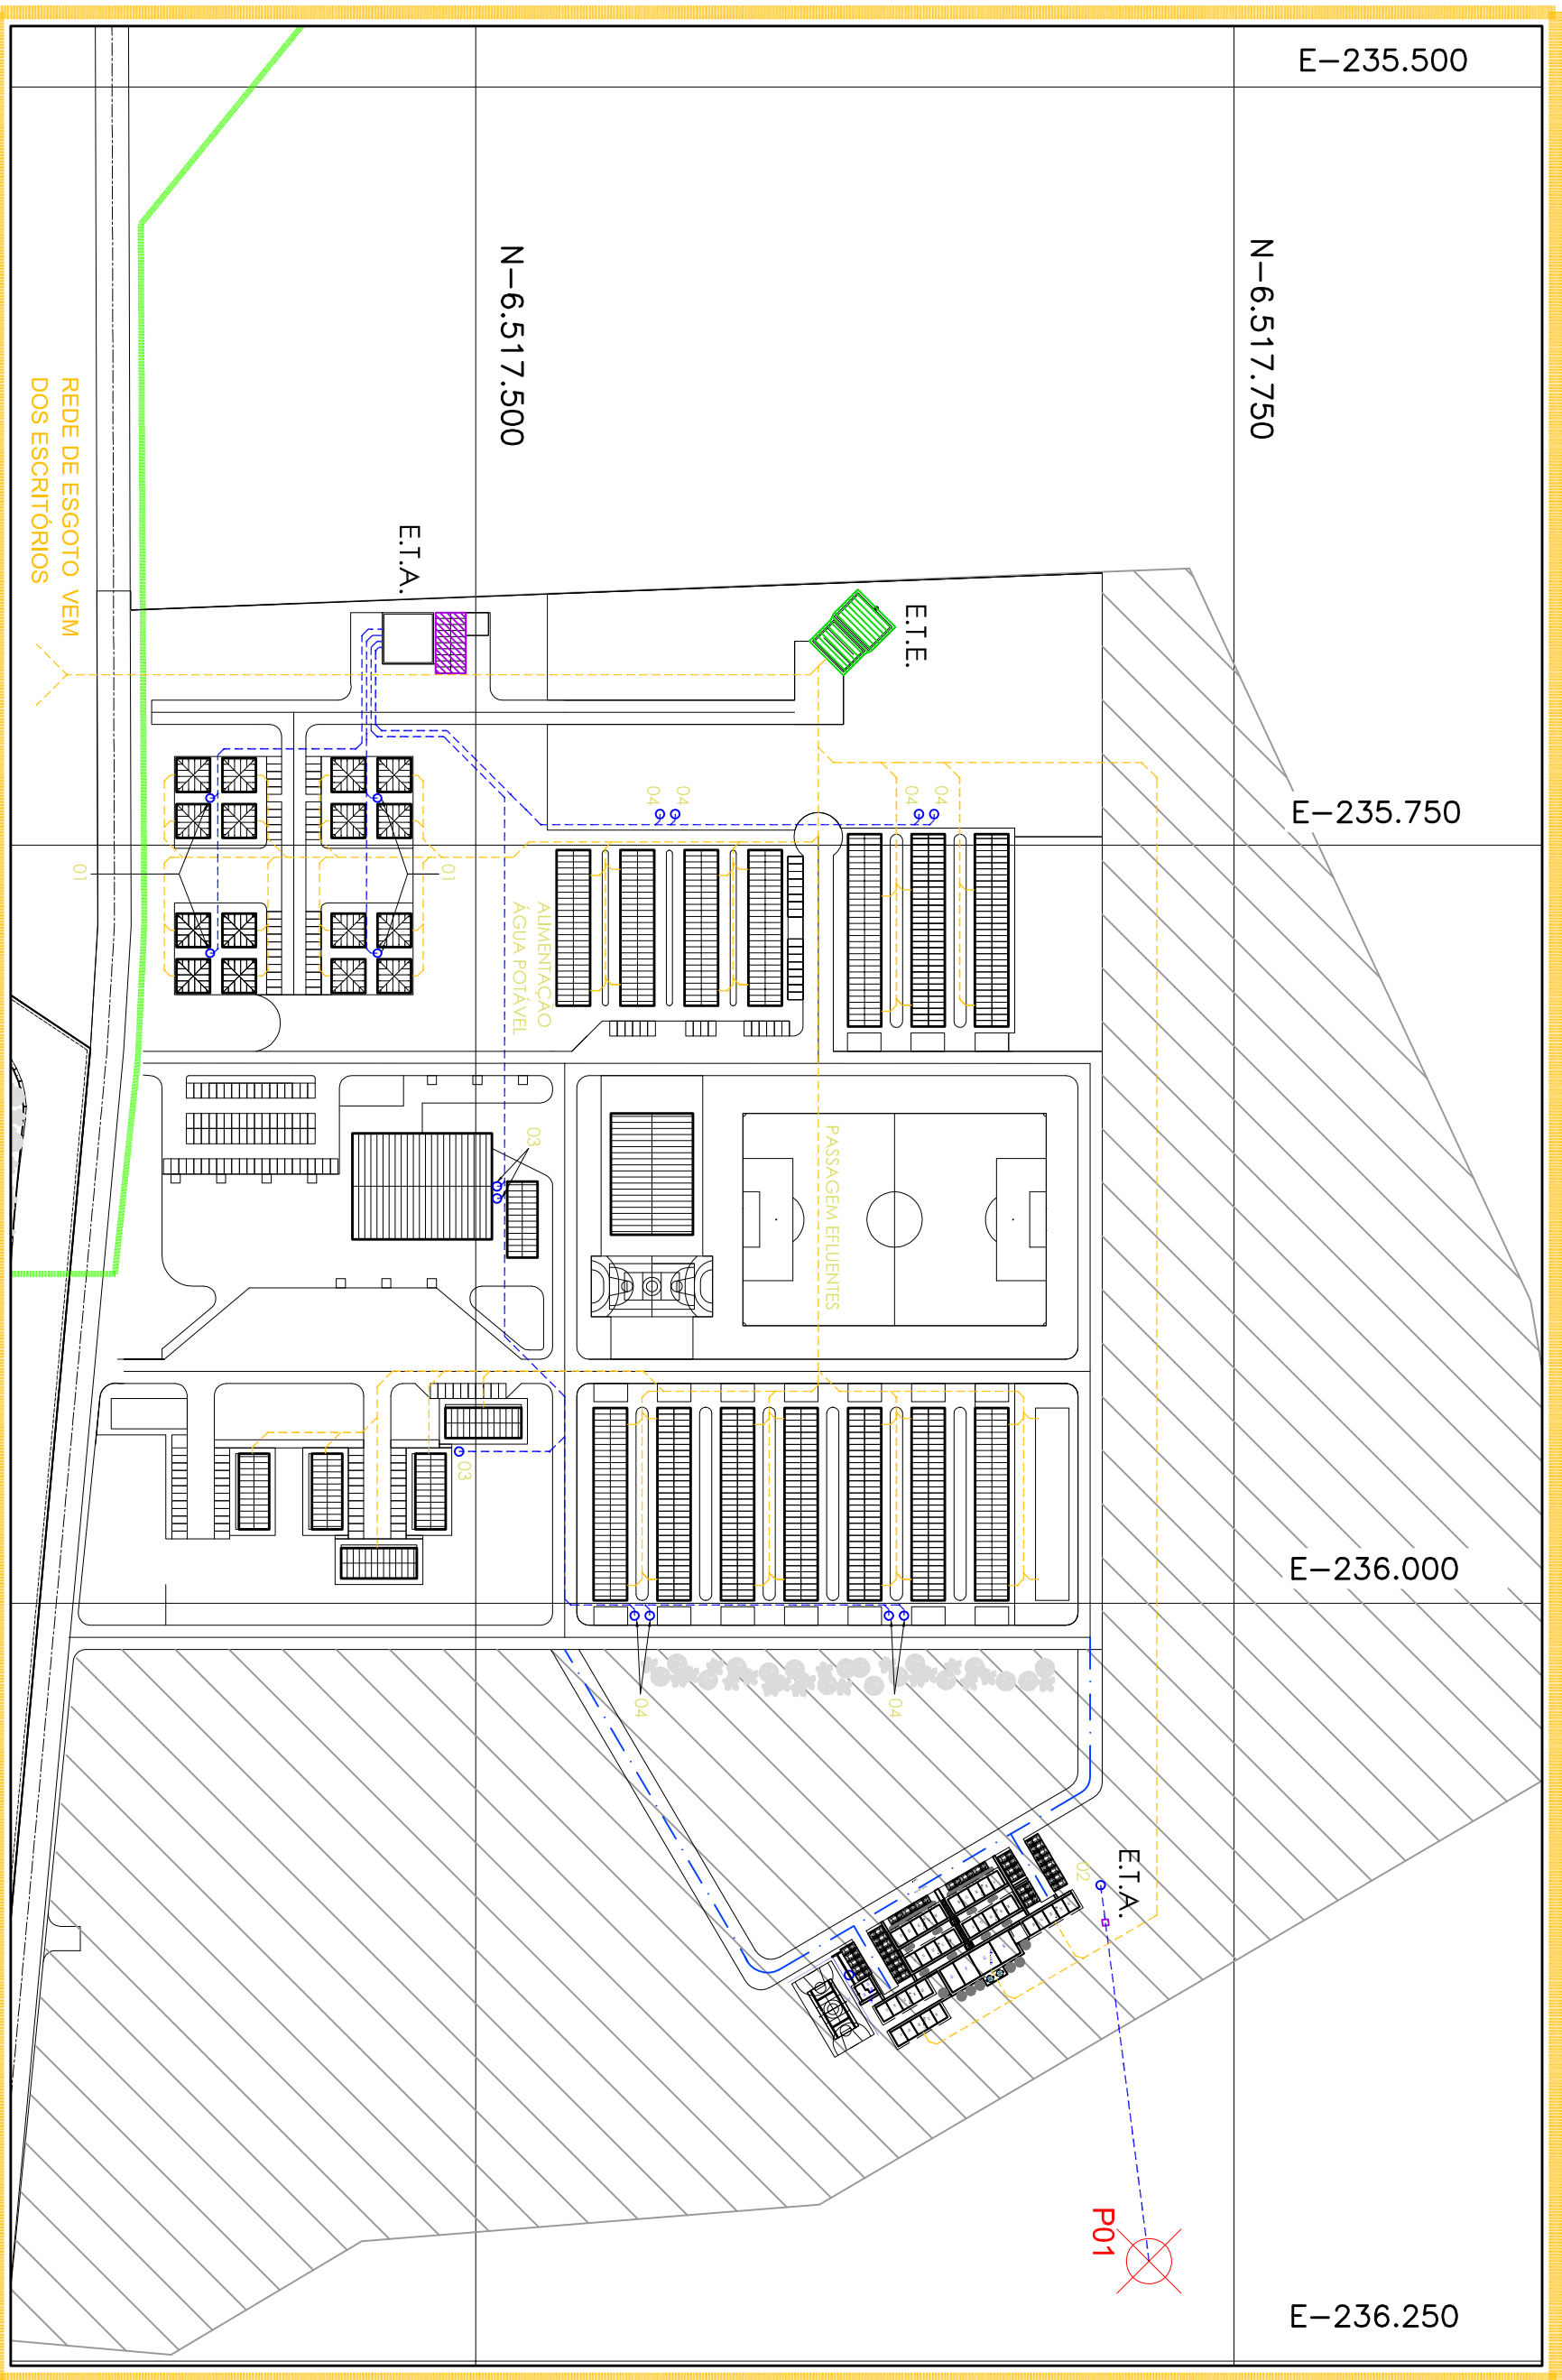 E-235.500
N-6.517.750
N-6.517.500
REDE DE ESGOTO VEM
DOS ESCRITÓRIOS
E.T.A.
E.T.E.
04
04
04
04
E-235.750
01
01
ALIMENTAÇÃO
ÁGUA POTÁVEL
03
PASSAGEM EFLUENTES
03
E-236.000
04
04
E.T.A.
02
P01
E-236.250